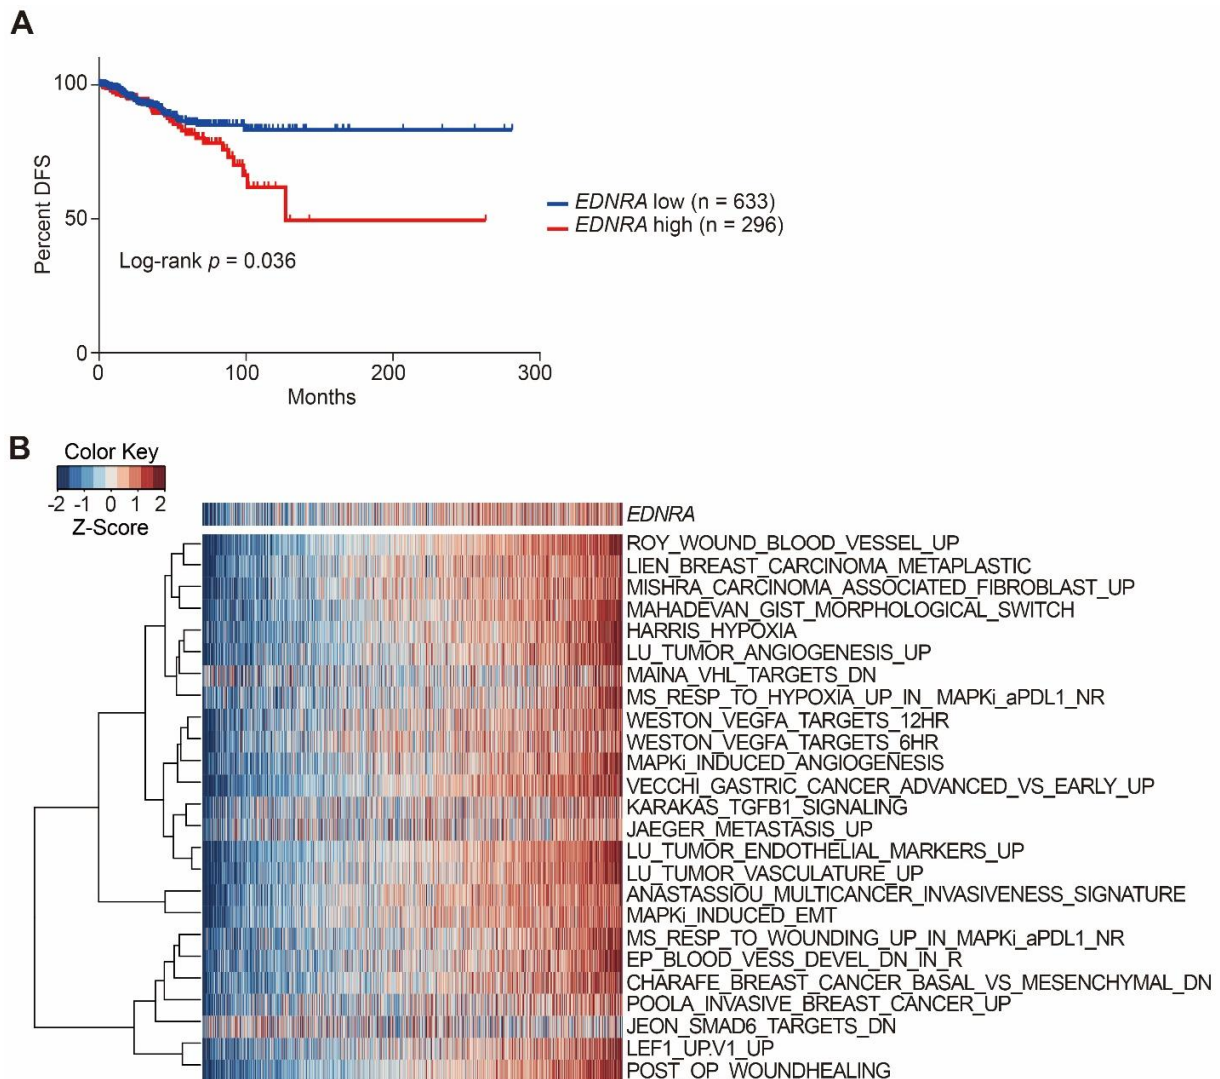 A
100
50
0
Percent DFS
Log-rank p = 0.036
EDNRA low (n = 633)
EDNRA high (n = 296)
0 100 200 300
Months
B
Color Key
-2 -1 0 1 2
Z-Score
EDNRA
ROY_WOUND_BLOOD_VESSEL_UP
LIEN_BREAST_CARCINOMA_METAPLASTIC
MISHRA_CARCINOMA_ASSOCIATED_FIBROBLAST_UP
MAHADEVAN_GIST_MORPHOLOGICAL_SWITCH
HARRIS_HYPOXIA
LU_TUMOR_ANGIOGENESIS_UP
MAINA_VHL_TARGETS_DN
MS_RESP_TO_HYPOXIA_UP_IN_MAPKi_aPDL1_NR
WESTON_VEGFA_TARGETS_12HR
WESTON_VEGFA_TARGETS_6HR
MAPKi_INDUCED_ANGIOGENESIS
VECCHI_GASTRIC_CANCER_ADVANCED_VS_EARLY_UP
KARAKAS_TGFB1_SIGNALING
JAEGER_METASTASIS_UP
LU_TUMOR_ENDOTHELIAL_MARKERS_UP
LU_TUMOR_VASCULATURE_UP
ANASTASSIOU_MULTICANCER_INVASIVENESS_SIGNATURE
MAPKi_INDUCED_EMT
MS_RESP_TO_WOUNDING_UP_IN_MAPKi_aPDL1_NR
EP_BLOOD_VESS_DEVEL_DN_IN_R
CHARAFE_BREAST_CANCER_BASAL_VS_MESENCHYMAL_DN
POOLA_INVASIVE_BREAST_CANCER_UP
JEON_SMAD6_TARGETS_DN
LEF1_UP.V1_UP
POST_OP_WOUNDHEALING